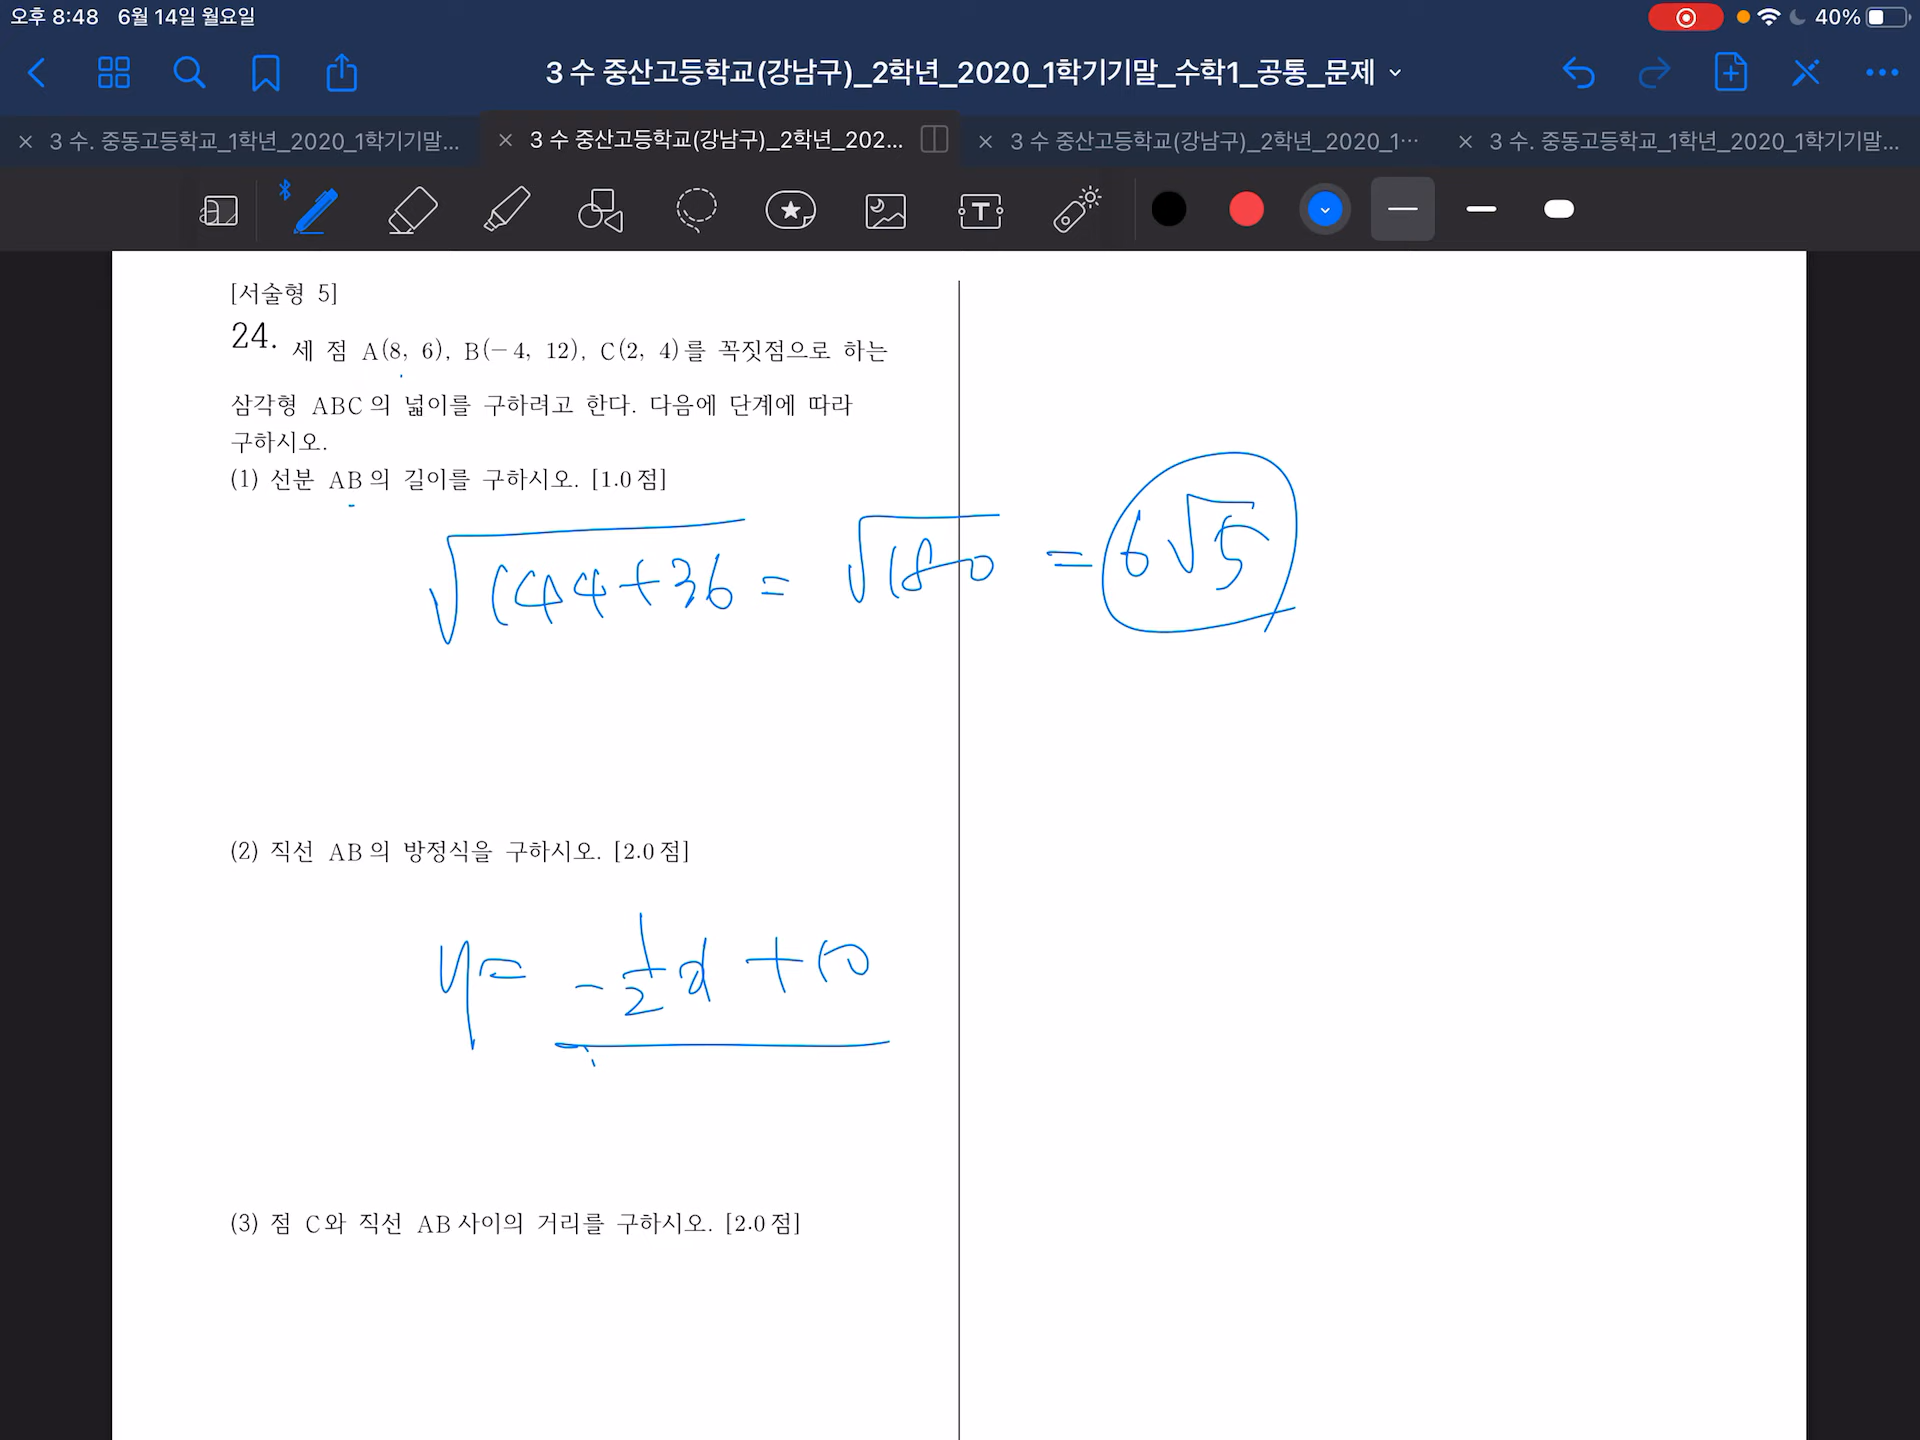 오후 8:48 6월 14일 월요일 40%
3 수 중산고등학교(강남구)_2학년_2020_1학기기말_수학1_공통_문제
3 수. 중동고등학교_1학년_2020_1학기기말... 3 수 중산고등학교(강남구)_2학년_202... 3 수 중산고등학교(강남구)_2학년_2020_1... 3 수. 중동고등학교_1학년_2020_1학기기말...
T
[서술형 5]
24. 세 점 A(8, 6), B(-4, 12), C(2, 4)를 꼭짓점으로 하는
삼각형 ABC의 넓이를 구하려고 한다. 다음에 단계에 따라
구하시오.
(1) 선분 AB의 길이를 구하시오. [1.0점]
√144+36 = √180 = 6√5
(2) 직선 AB의 방정식을 구하시오. [2.0점]
y= -1/2x +10
(3) 점 C와 직선 AB사이의 거리를 구하시오. [2.0점]